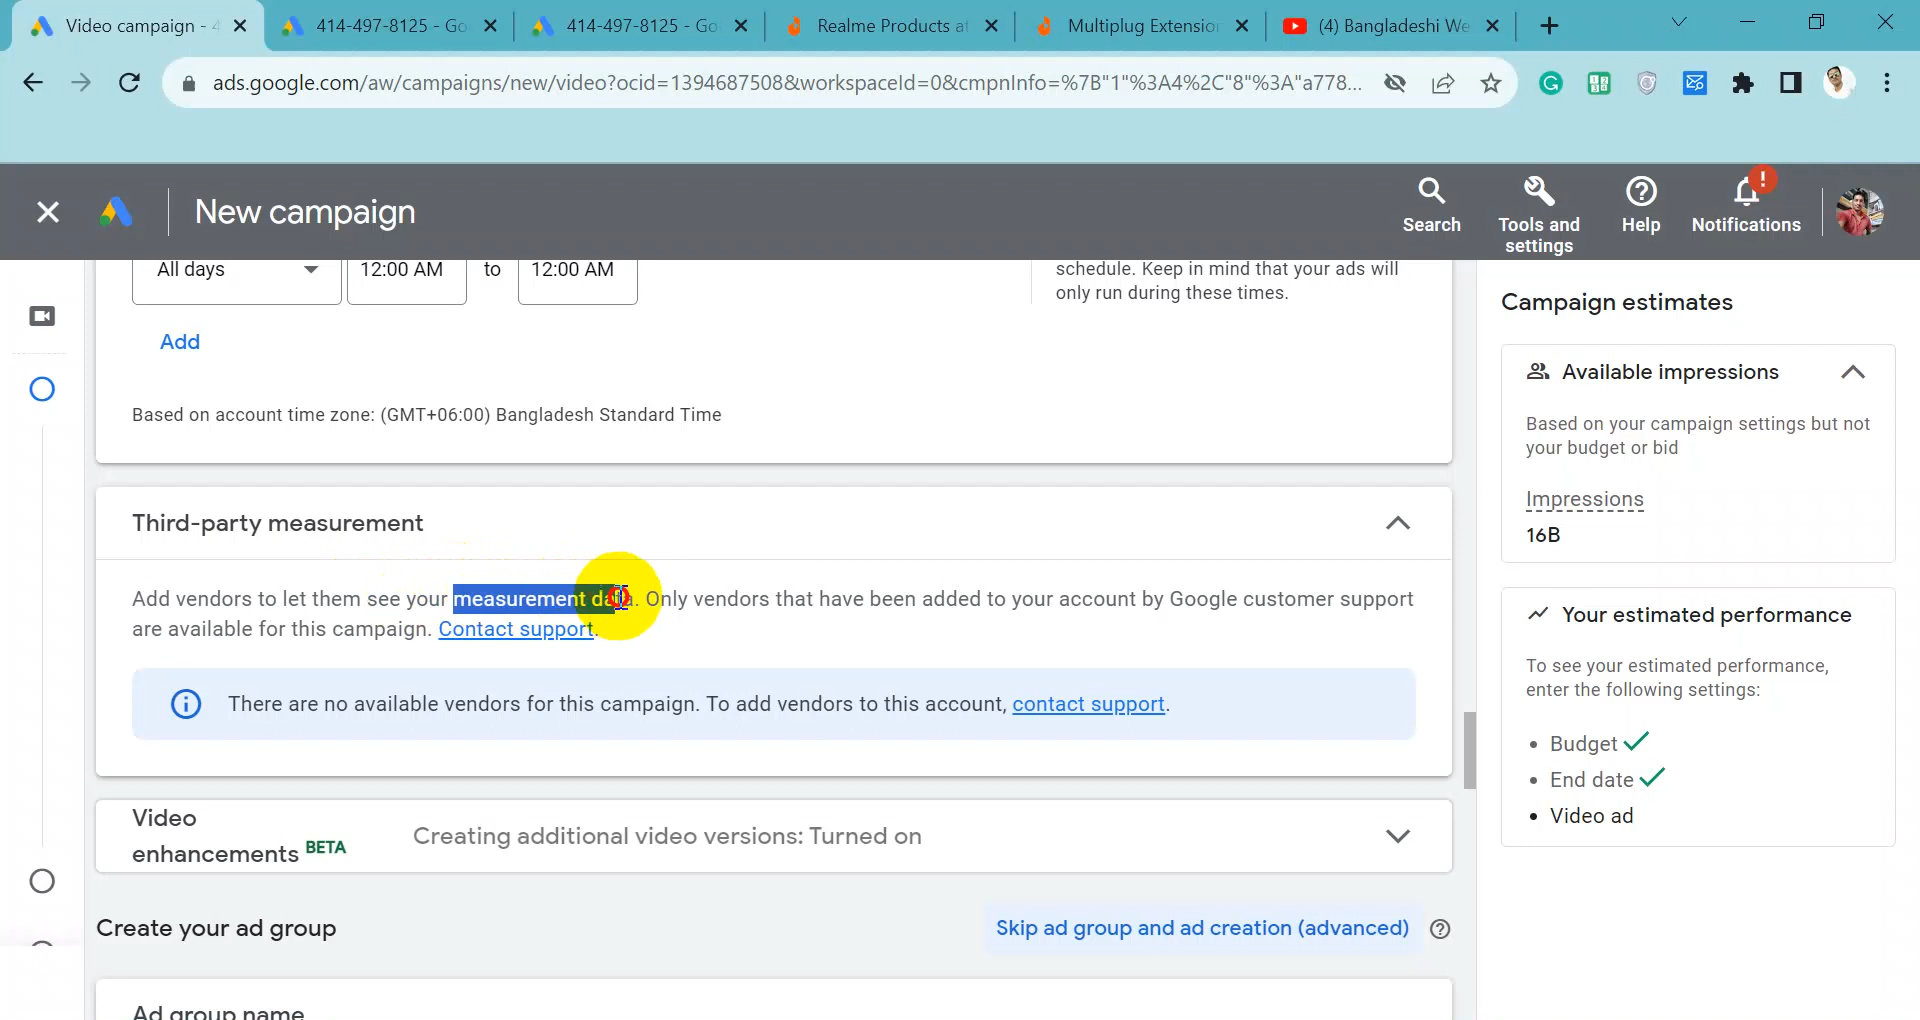 Video campaign - 4
414-497-8125 - Go
414-497-8125 - Go
Realme Products at
Multiplug Extension
(4) Bangladeshi We
ads.google.com/aw/campaigns/new/video?ocid=1394687508&workspaceId=0&cmpnInfo=%7B"1"%3A4%2C"8"%3A"a778...
New campaign
Search
Tools and
settings
Help
Notifications
All days
12:00 AM
to
12:00 AM
schedule. Keep in mind that your ads will
only run during these times.
Add
Based on account time zone: (GMT+06:00) Bangladesh Standard Time
Third-party measurement
Add vendors to let them see your measurement data. Only vendors that have been added to your account by Google customer support
are available for this campaign. Contact support.
There are no available vendors for this campaign. To add vendors to this account, contact support.
Video
enhancements BETA
Creating additional video versions: Turned on
Create your ad group
Skip ad group and ad creation (advanced)
Ad group name
Campaign estimates
Available impressions
Based on your campaign settings but not
your budget or bid
Impressions
16B
Your estimated performance
To see your estimated performance,
enter the following settings:
• Budget
• End date
• Video ad